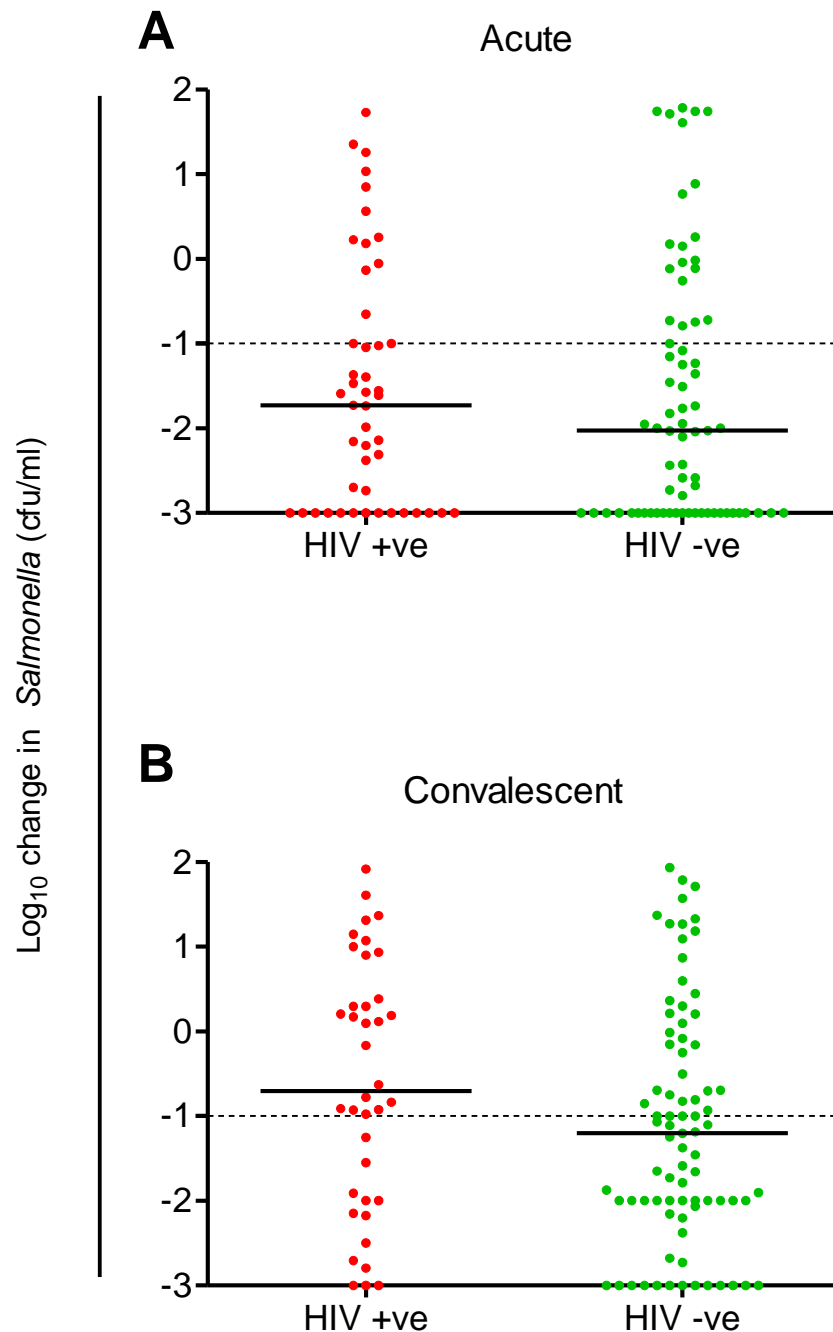 A
Acute
2
1
0
-1
-2
-3
HIV +ve
HIV -ve
Log10 change in Salmonella (cfu/ml)
B
Convalescent
2
1
0
-1
-2
-3
HIV +ve
HIV -ve